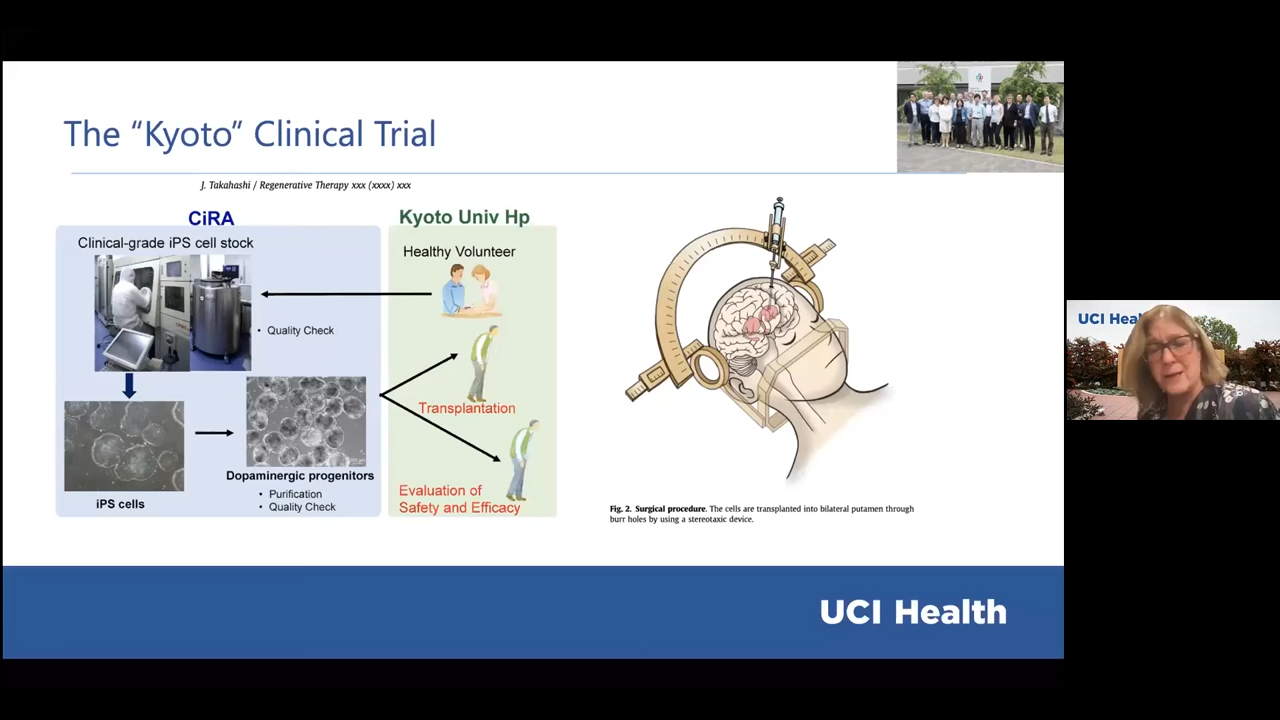 The “Kyoto” Clinical Trial
J. Takahashi / Regenerative Therapy xxx (xxxx) xxx
CiRA
Clinical-grade iPS cell stock
• Quality Check
iPS cells
Dopaminergic progenitors
• Purification
• Quality Check
Kyoto Univ Hp
Healthy Volunteer
Transplantation
Evaluation of
Safety and Efficacy
Fig. 2. Surgical procedure. The cells are transplanted into bilateral putamen through
burr holes by using a stereotaxic device.
UCI Health
UCI Hea